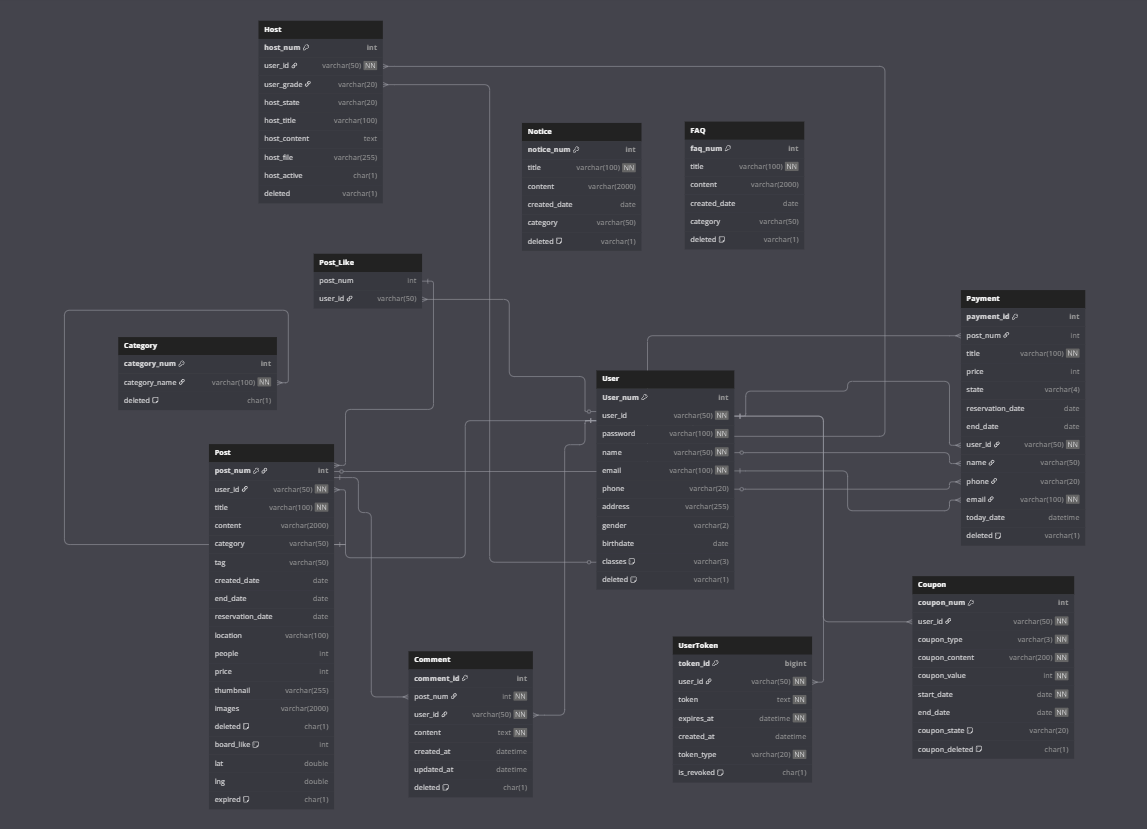 Host
host_num int
user_id varchar(50) NN
user_grade varchar(20)
host_state varchar(20)
host_title varchar(100)
host_content text
host_file varchar(255)
host_active char(1)
deleted varchar(1)
Notice
notice_num int
title varchar(100) NN
content varchar(2000)
created_date date
category varchar(50)
deleted varchar(1)
FAQ
faq_num int
title varchar(100) NN
content varchar(2000)
created_date date
category varchar(50)
deleted varchar(1)
Post_Like
post_num int
user_id varchar(50)
Category
category_num int
category_name varchar(100) NN
deleted char(1)
Payment
payment_id int
post_num int
title varchar(100) NN
price int
state varchar(4)
reservation_date date
end_date date
user_id varchar(50) NN
name varchar(50)
phone varchar(20)
email varchar(100) NN
today_date datetime
deleted varchar(1)
User
User_num int
user_id varchar(50) NN
password varchar(100) NN
name varchar(50) NN
email varchar(100) NN
phone varchar(20)
address varchar(255)
gender varchar(2)
birthdate date
classes varchar(3)
deleted varchar(1)
Post
post_num int
user_id varchar(50) NN
title varchar(100) NN
content varchar(2000)
category varchar(50)
tag varchar(50)
created_date date
end_date date
reservation_date date
location varchar(100)
people int
price int
thumbnail varchar(255)
images varchar(2000)
deleted char(1)
board_like int
lat double
lng double
expired char(1)
Comment
comment_id int
post_num int NN
user_id varchar(50) NN
content text NN
created_at datetime
updated_at datetime
deleted char(1)
UserToken
token_id bigint
user_id varchar(50) NN
token text NN
expires_at datetime NN
created_at datetime
token_type varchar(20) NN
is_revoked char(1)
Coupon
coupon_num int
user_id varchar(50) NN
coupon_type varchar(3) NN
coupon_content varchar(200) NN
coupon_value int NN
start_date date NN
end_date date NN
coupon_state varchar(20)
coupon_deleted char(1)